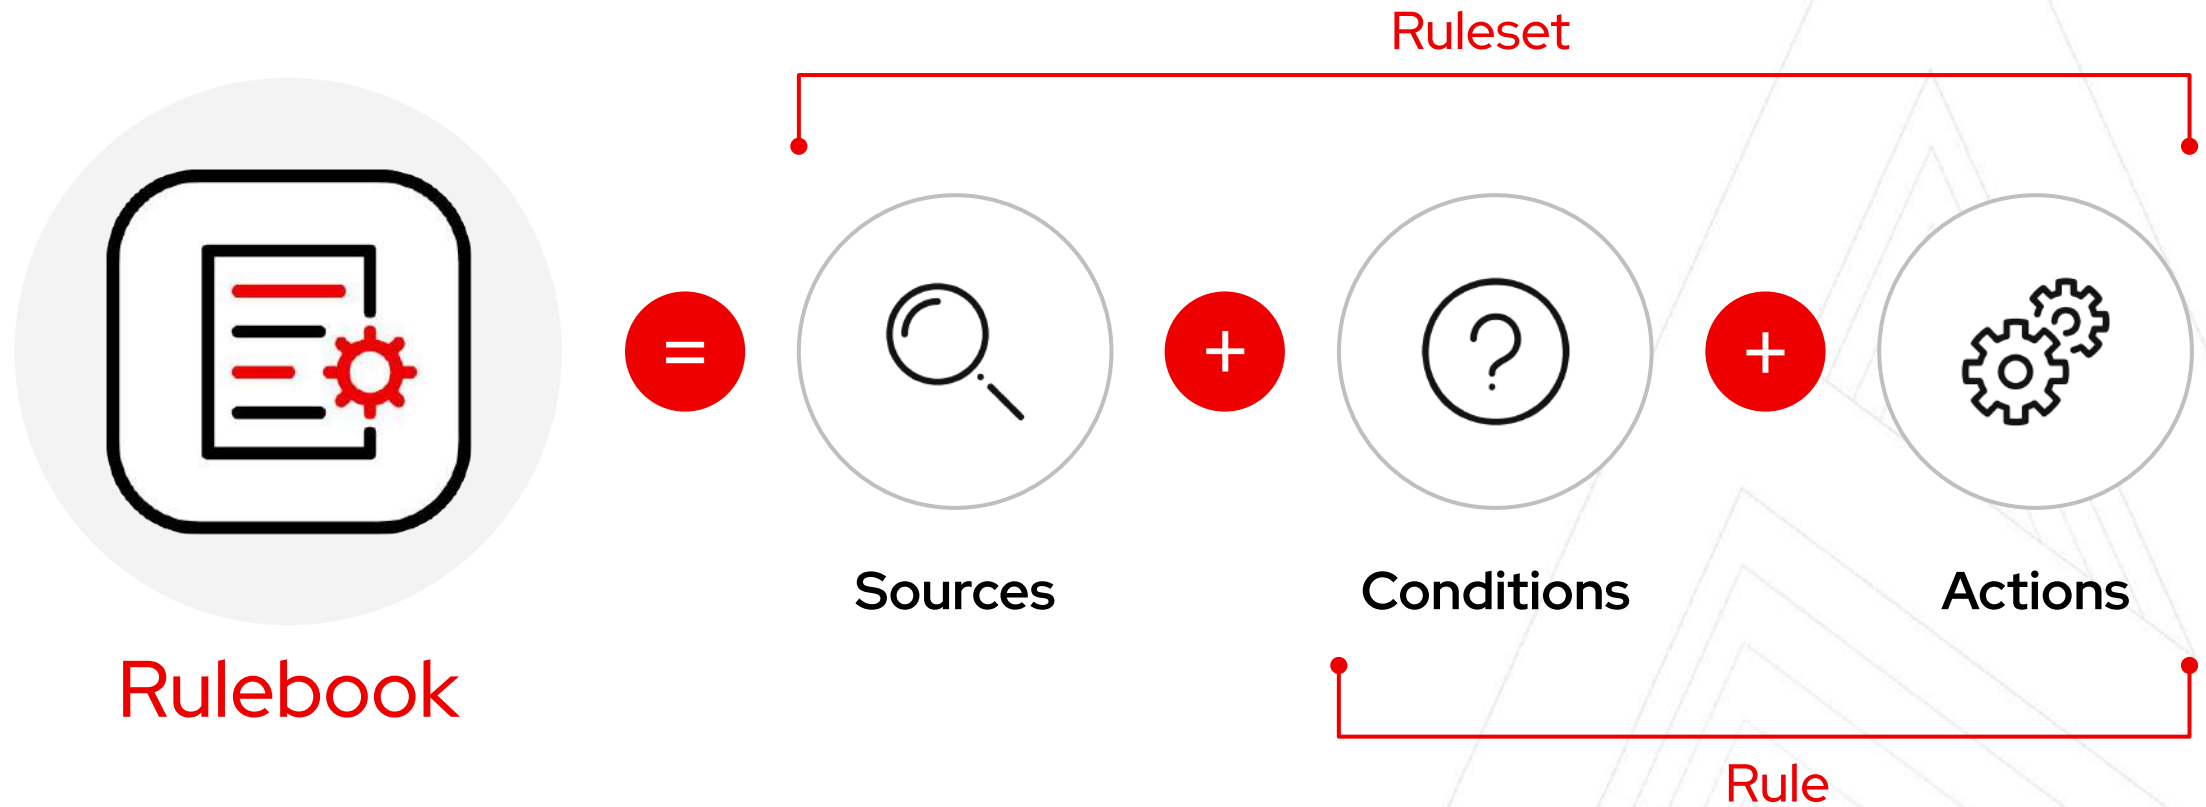 Ruleset
=
+
+
Sources
Conditions
Actions
Rulebook
Rule